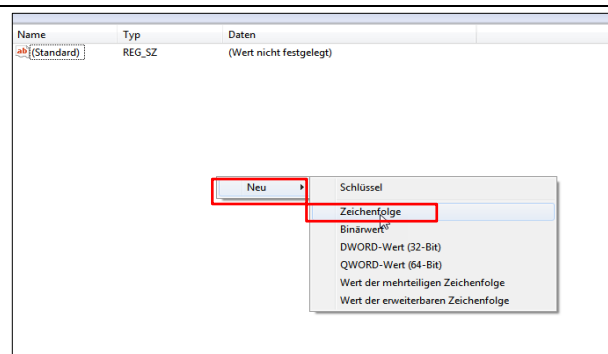 Name Typ Daten
ab (Standard) REG_SZ (Wert nicht festgelegt)
Neu Schlüssel
Zeichenfolge
Binärwert
DWORD-Wert (32-Bit)
QWORD-Wert (64-Bit)
Wert der mehrteiligen Zeichenfolge
Wert der erweiterbaren Zeichenfolge